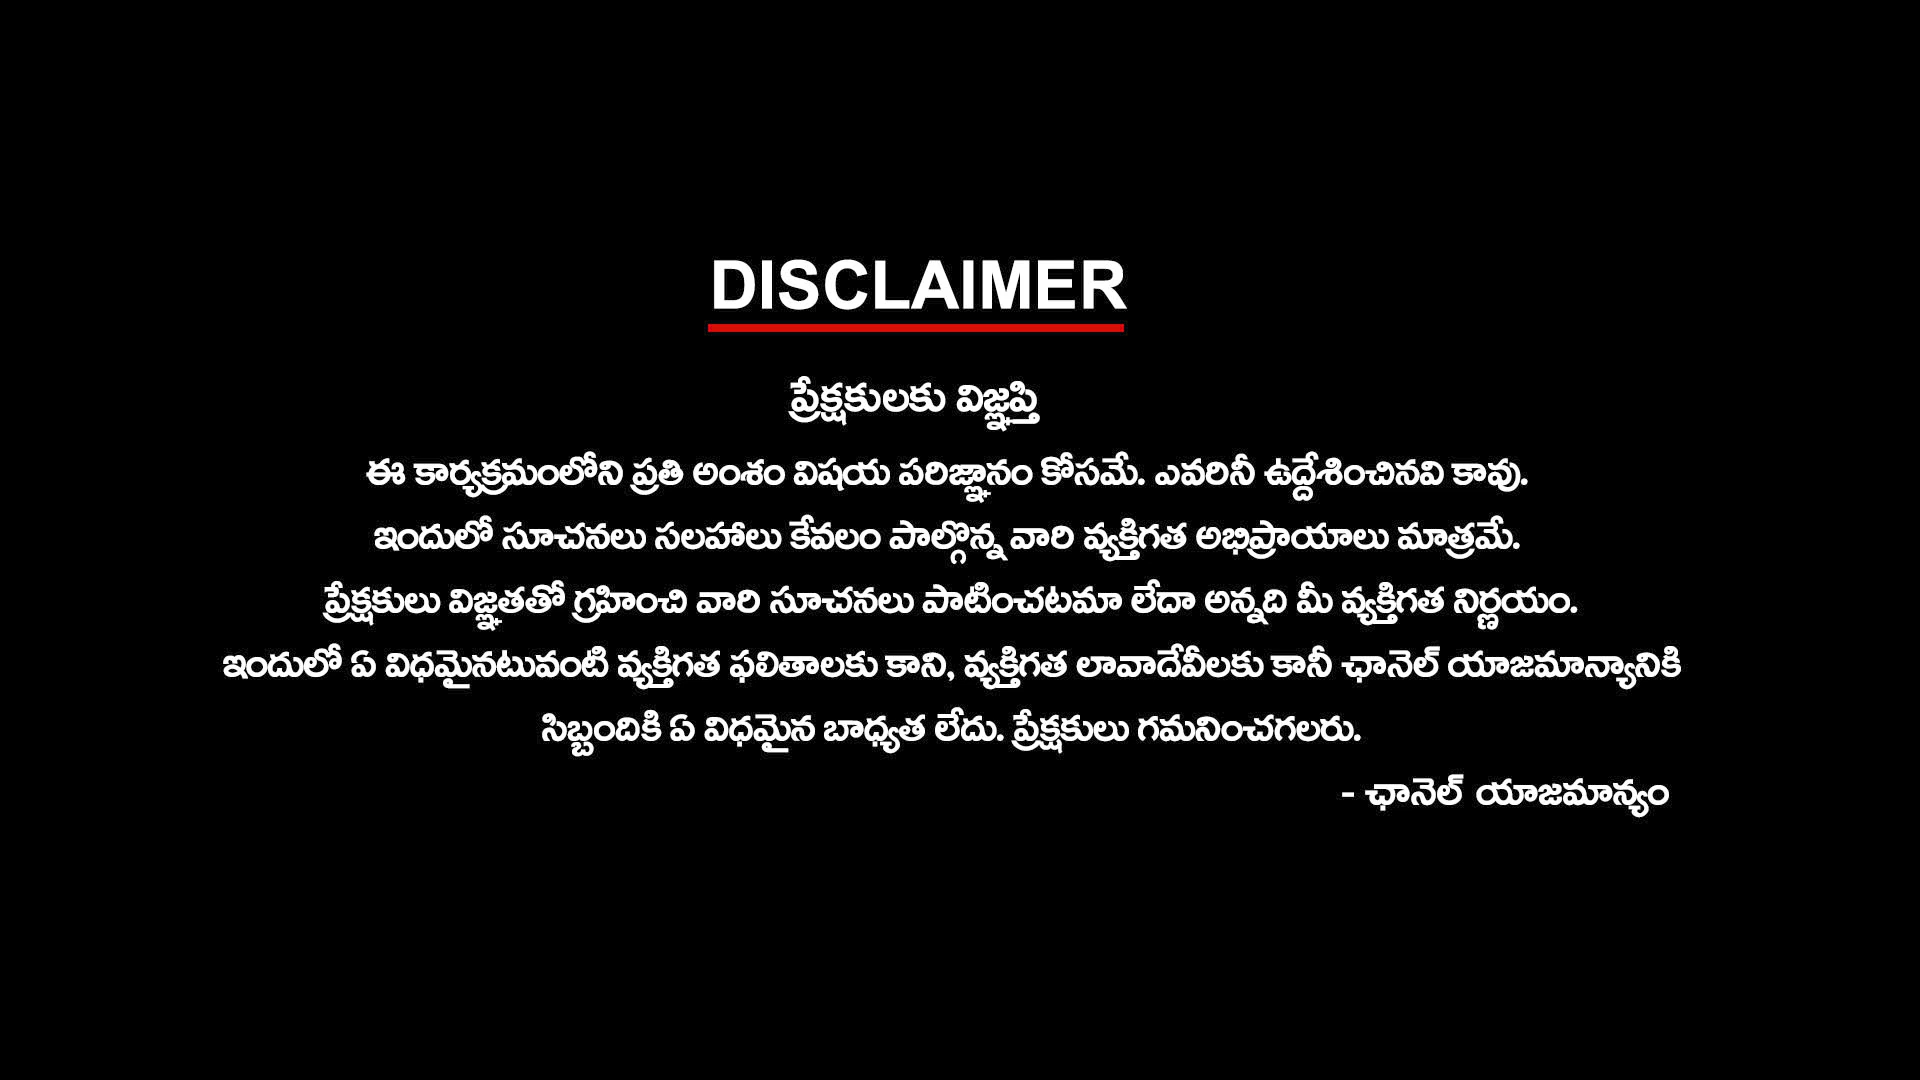 DISCLAIMER
ప్రేక్షకులకు విజ్ఞప్తి
ఈ కార్యక్రమంలోని ప్రతి అంశం విషయ పరిజ్ఞానం కోసమే. ఎవరినీ ఉద్దేశించినవి కావు.
ఇందులో సూచనలు సలహాలు కేవలం పాల్గొన్న వారి వ్యక్తిగత అభిప్రాయాలు మాత్రమే.
ప్రేక్షకులు విజ్ఞతతో గ్రహించి వారి సూచనలు పాటించటమా లేదా అన్నది మీ వ్యక్తిగత నిర్ణయం.
ఇందులో ఏ విధమైనటువంటి వ్యక్తిగత ఫలితాలకు కాని, వ్యక్తిగత లావాదేవీలకు కానీ ఛానెల్ యాజమాన్యానికి
సిబ్బందికి ఏ విధమైన బాధ్యత లేదు. ప్రేక్షకులు గమనించగలరు.
- ఛానెల్ యాజమాన్యం